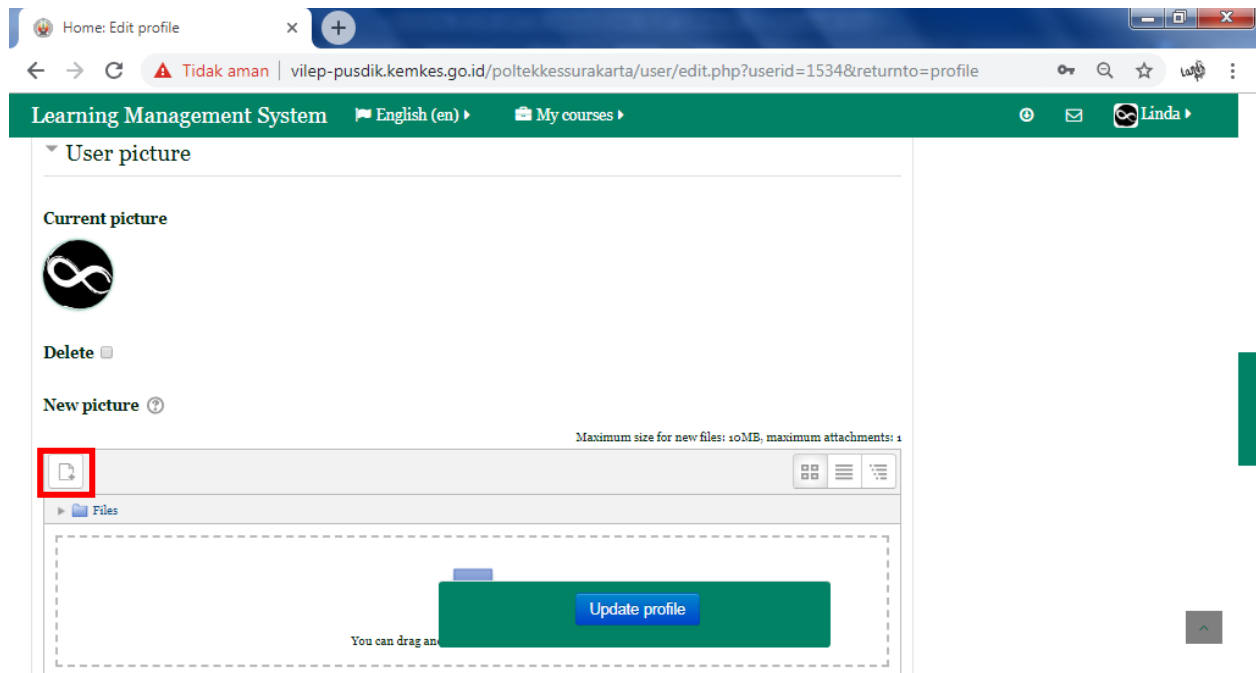 Home: Edit profile
Tidak aman | vilep-pusdik.kemkes.go.id/poltekkessurakarta/user/edit.php?userid=1534&returnto=profile
Learning Management System English (en) My courses Linda
User picture
Current picture
Delete
New picture
Maximum size for new files: 10MB, maximum attachments: 1
Files
Update profile
You can drag and